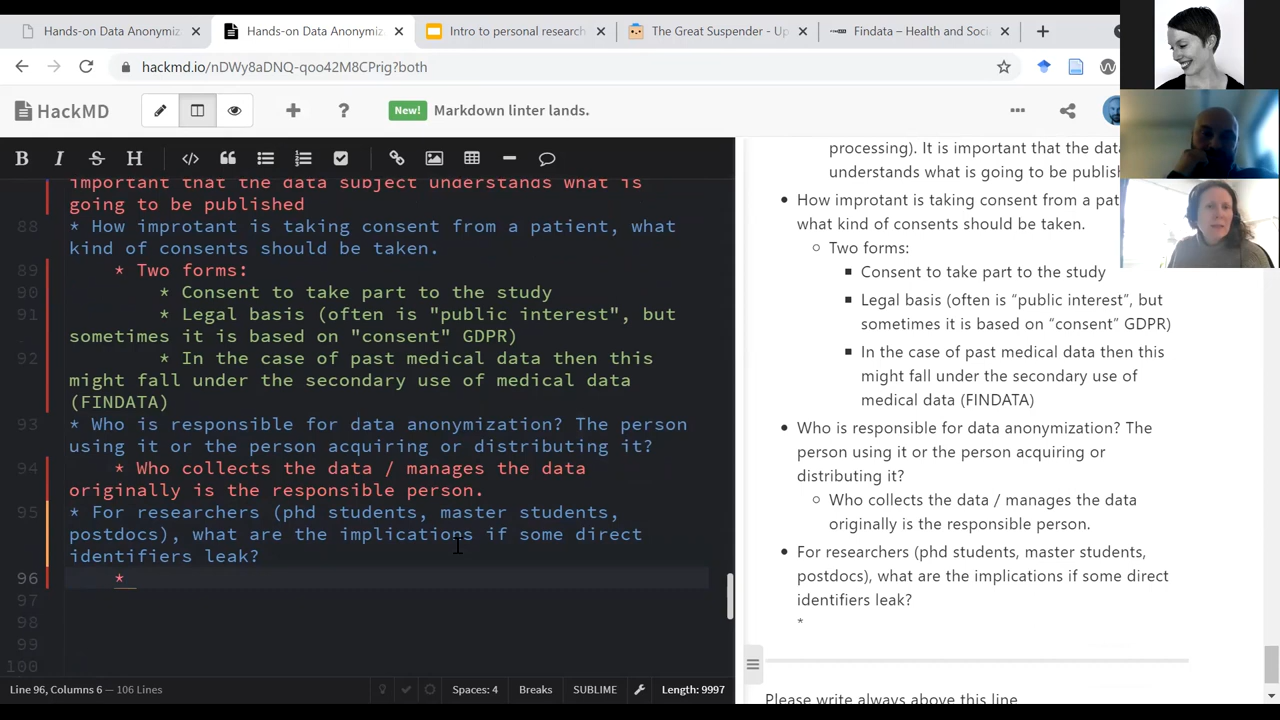 Hands-on Data Anonymiz × Hands-on Data Anonymiz × Intro to personal research × The Great Suspender - Up × Findata – Health and Soci × +
hackmd.io/nDWy8aDNQ-qoo42M8CPrig?both
HackMD + ? New! Markdown linter lands.
B I S H
important that the data subject understands what is
going to be published
88 * How improtant is taking consent from a patient, what
kind of consents should be taken.
89 * Two forms:
90 * Consent to take part to the study
91 * Legal basis (often is "public interest", but
sometimes it is based on "consent" GDPR)
92 * In the case of past medical data then this
might fall under the secondary use of medical data
(FINDATA)
93 * Who is responsible for data anonymization? The person
using it or the person acquiring or distributing it?
94 * Who collects the data / manages the data
originally is the responsible person.
95 * For researchers (phd students, master students,
postdocs), what are the implications if some direct
identifiers leak?
96 *
97
98
99
100
Line 96, Columns 6 — 106 Lines Spaces: 4 Breaks SUBLIME Length: 9997
processing). It is important that the data
understands what is going to be publish
How improtant is taking consent from a pat
what kind of consents should be taken.
Two forms:
Consent to take part to the study
Legal basis (often is “public interest”, but
sometimes it is based on “consent” GDPR)
In the case of past medical data then this
might fall under the secondary use of
medical data (FINDATA)
Who is responsible for data anonymization? The
person using it or the person acquiring or
distributing it?
Who collects the data / manages the data
originally is the responsible person.
For researchers (phd students, master students,
postdocs), what are the implications if some direct
identifiers leak?
*
Please write always above this line